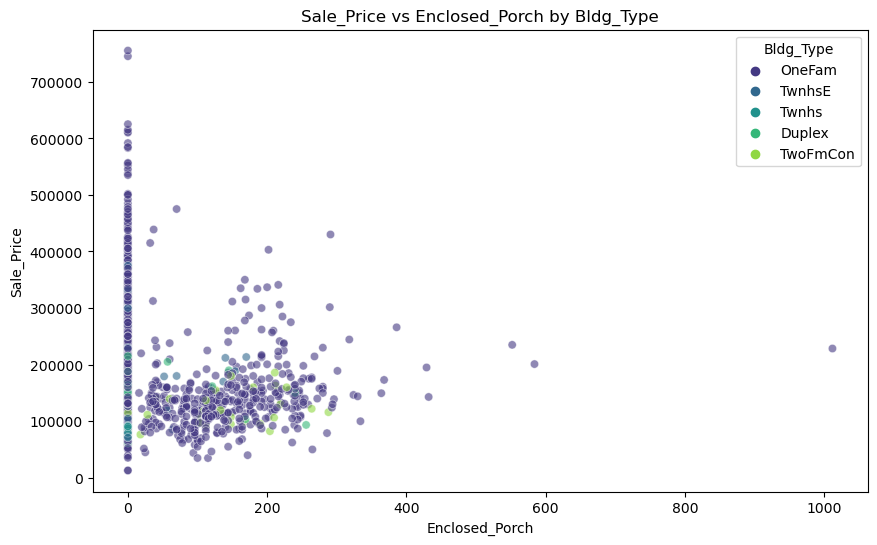 Sale_Price vs Enclosed_Porch by Bldg_Type
Bldg_Type
OneFam
TwnhsE
Twnhs
Duplex
TwoFmCon
Sale_Price
700000
600000
500000
400000
300000
200000
100000
0
0 200 400 600 800 1000
Enclosed_Porch